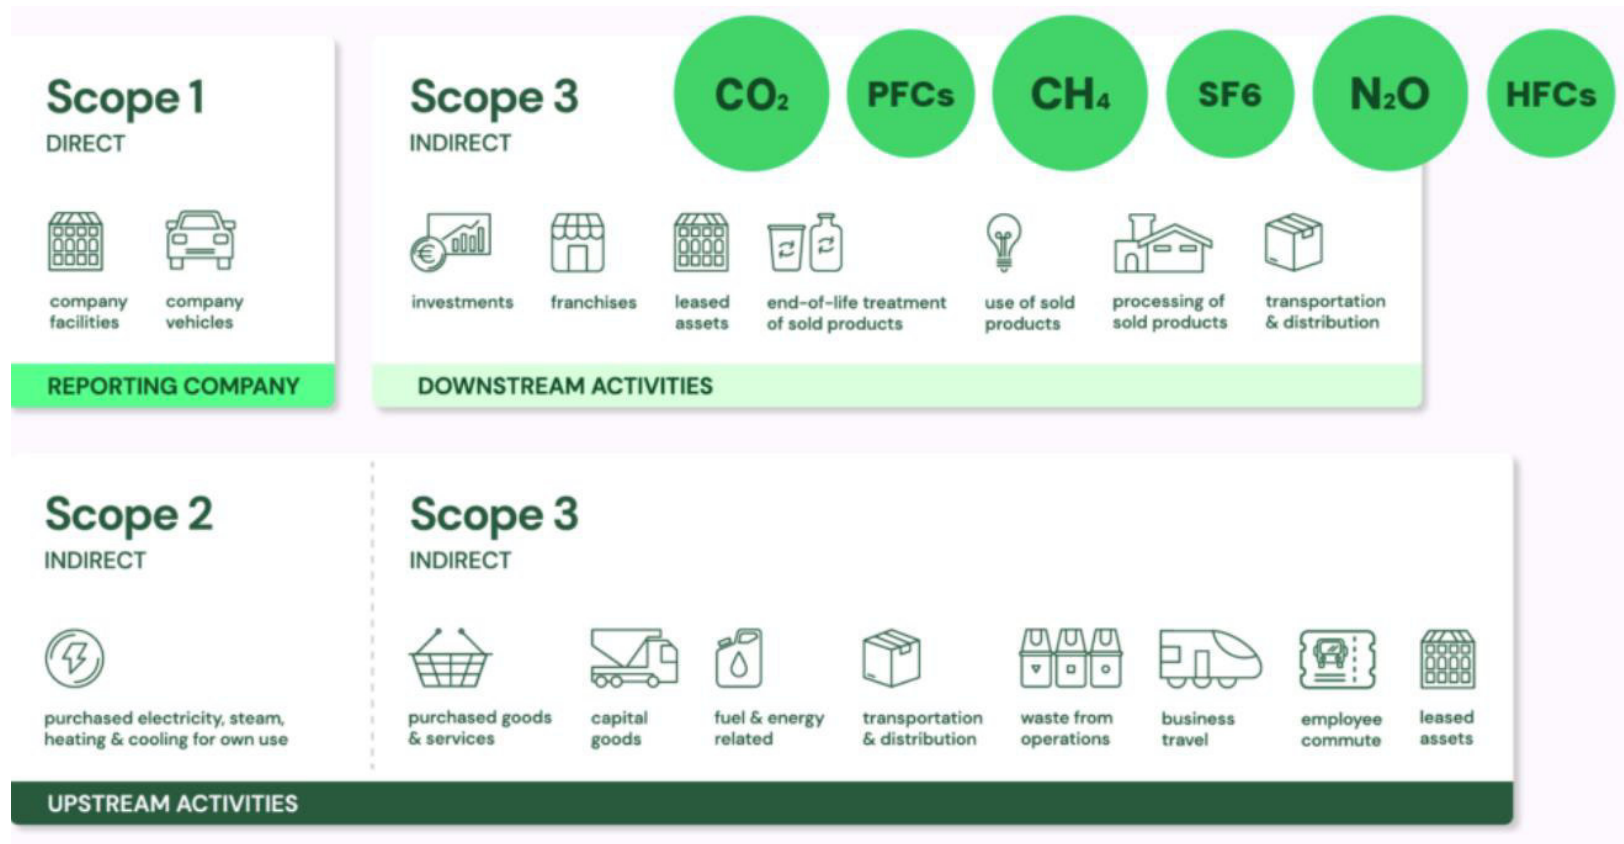 Scope 1
DIRECT
company
facilities
company
vehicles
REPORTING COMPANY
Scope 3
INDIRECT
CO₂
PFCs
CH₄
SF6
N₂O
HFCs
€
investments
franchises
leased
assets
end-of-life treatment
of sold products
use of sold
products
processing of
sold products
transportation
& distribution
DOWNSTREAM ACTIVITIES
Scope 2
INDIRECT
purchased electricity, steam,
heating & cooling for own use
Scope 3
INDIRECT
purchased goods
& services
capital
goods
fuel & energy
related
transportation
& distribution
waste from
operations
business
travel
employee
commute
leased
assets
UPSTREAM ACTIVITIES